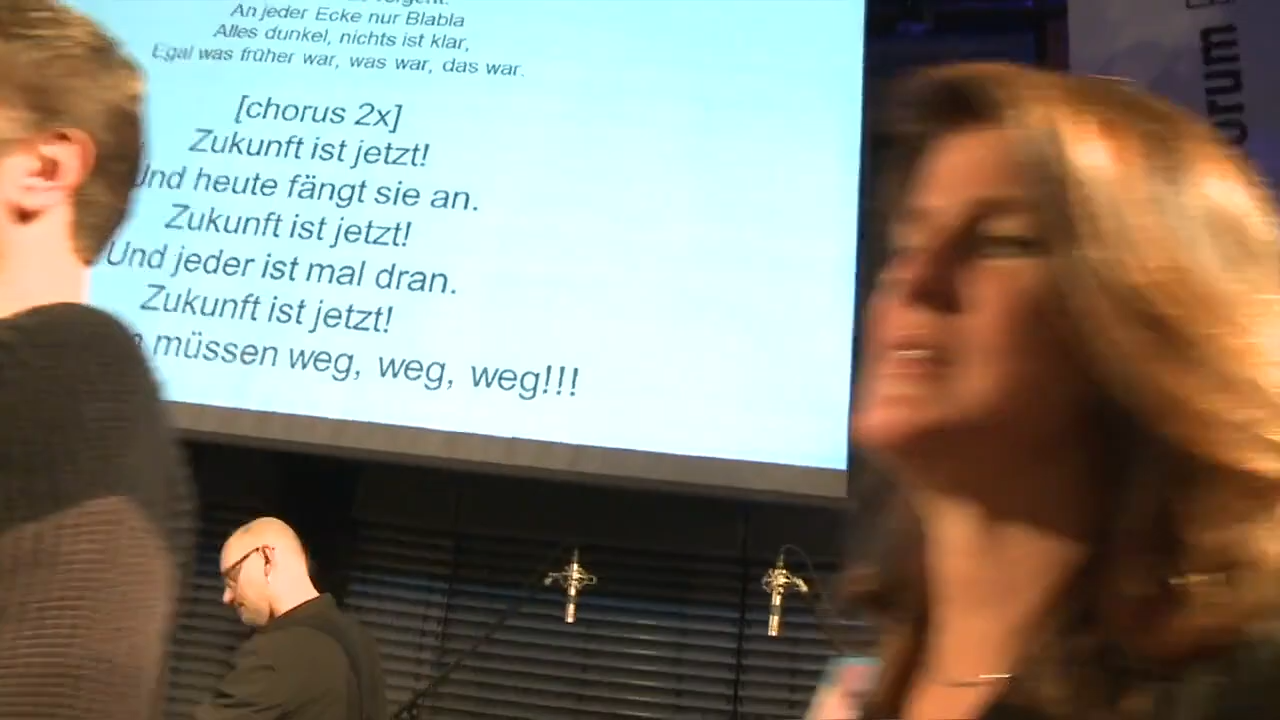 An jeder Ecke nur Blabla
Alles dunkel, nichts ist klar,
Egal was früher war, was war, das war.
[chorus 2x]
Zukunft ist jetzt!
Und heute fängt sie an.
Zukunft ist jetzt!
Und jeder ist mal dran.
Zukunft ist jetzt!
müssen weg, weg, weg!!!